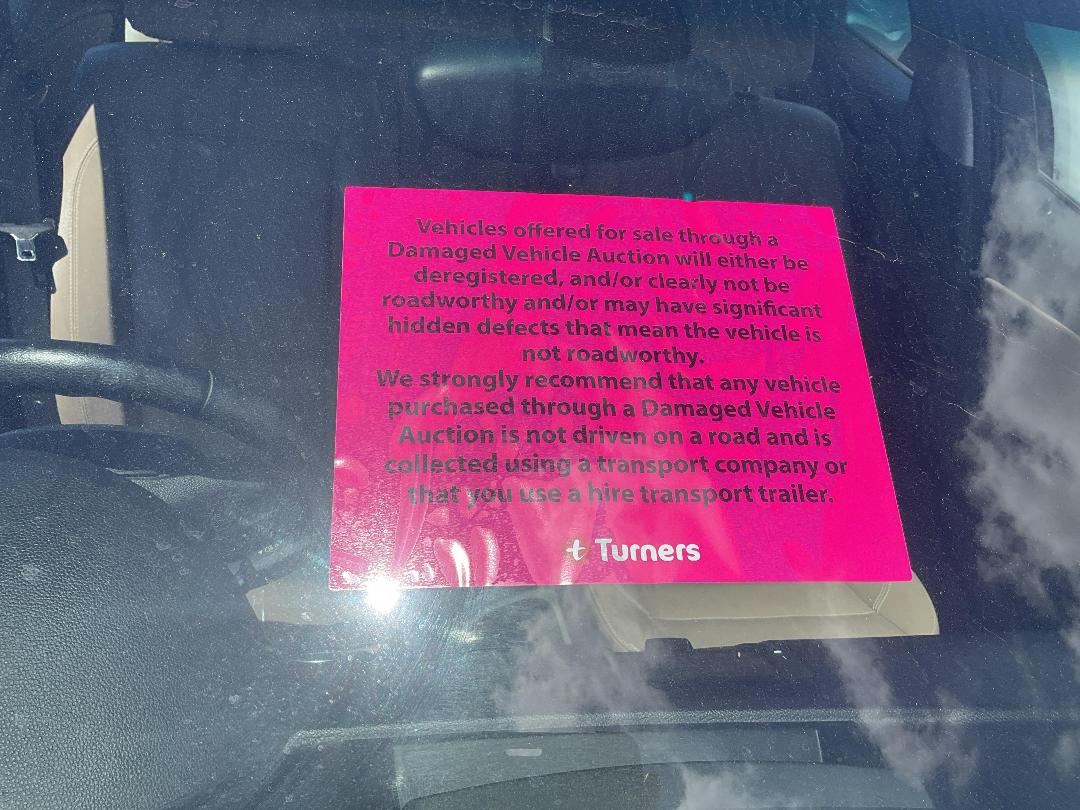 Vehicles offered for sale through a
Damaged Vehicle Auction will either be
deregistered, and/or clearly not be
roadworthy and/or may have significant
hidden defects that mean the vehicle is
not roadworthy.
We strongly recommend that any vehicle
purchased through a Damaged Vehicle
Auction is not driven on a road and is
collected using a transport company or
that you use a hire transport trailer.
t Turners